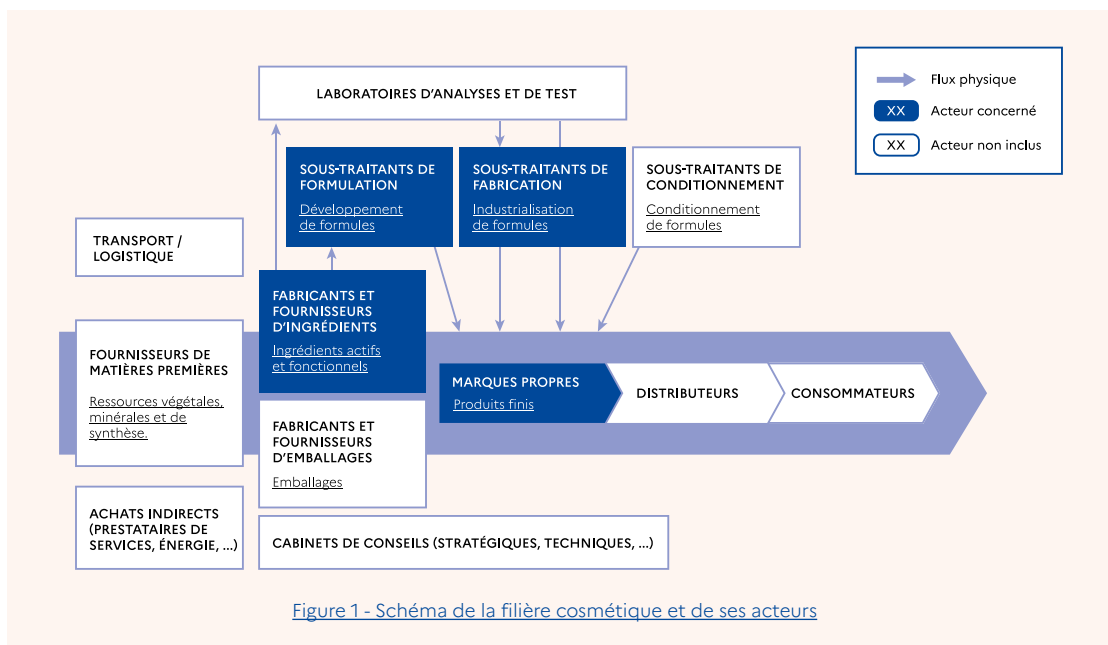 LABORATOIRES D'ANALYSES ET DE TEST
XX
Flux physique
Acteur concerné
XX
Acteur non inclus
SOUS-TRAITANTS DE
FORMULATION
Développement
de formules
SOUS-TRAITANTS DE
FABRICATION
Industrialisation
de formules
SOUS-TRAITANTS DE
CONDITIONNEMENT
Conditionnement
de formules
TRANSPORT /
LOGISTIQUE
FABRICANTS ET
FOURNISSEURS
D'INGRÉDIENTS
Ingrédients actifs
et fonctionnels
FOURNISSEURS DE
MATIÈRES PREMIÈRES
Ressources végétales,
minérales et de
synthèse.
MARQUES PROPRES
Produits finis
DISTRIBUTEURS
CONSOMMATEURS
FABRICANTS ET
FOURNISSEURS
D'EMBALLAGES
Emballages
ACHATS INDIRECTS
(PRESTATAIRES DE
SERVICES, ÉNERGIE, ...)
CABINETS DE CONSEILS (STRATÉGIQUES, TECHNIQUES, ...)
Figure 1 - Schéma de la filière cosmétique et de ses acteurs